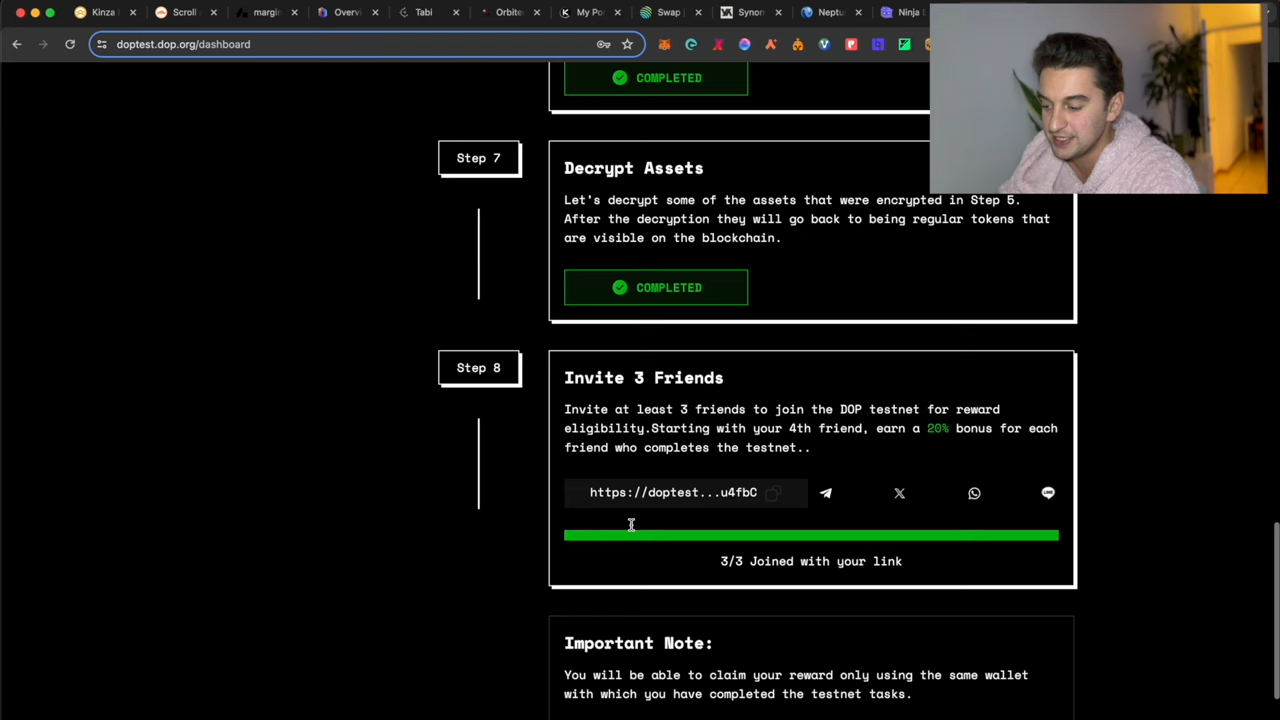 Kinza
Scroll
margin
Overvi
Tabi
Orbite
My Po
Swap
Synon
Neptu
Ninja
doptest.dop.org/dashboard
COMPLETED
Step 7
Decrypt Assets
Let's decrypt some of the assets that were encrypted in Step 5.
After the decryption they will go back to being regular tokens that
are visible on the blockchain.
COMPLETED
Step 8
Invite 3 Friends
Invite at least 3 friends to join the DOP testnet for reward
eligibility.Starting with your 4th friend, earn a 20% bonus for each
friend who completes the testnet..
https://doptest...u4fbC
LINE
3/3 Joined with your link
Important Note:
You will be able to claim your reward only using the same wallet
with which you have completed the testnet tasks.